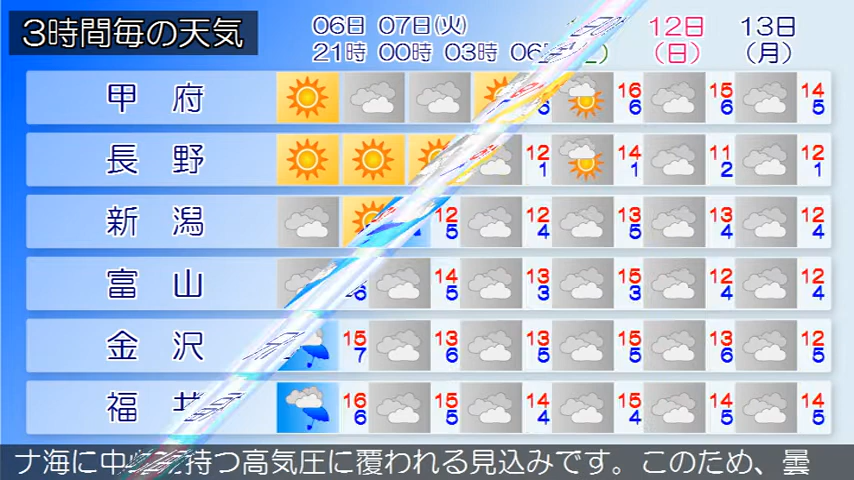 3時間毎の天気
06日 07日(火) 12日 13日
21時 00時 03時 06 (日) (月)
甲府 16 6 15 6 14 5
長野 12 1 14 1 11 2 12 1
新潟 12 5 12 4 13 5 13 4 12 4
富山 14 5 13 3 15 3 12 4 12 4
金沢 15 7 13 6 13 5 15 5 13 6 12 5
福井 16 6 15 5 14 4 15 4 14 5 14 5
ナ海に中心を持つ高気圧に覆われる見込みです。このため、曇